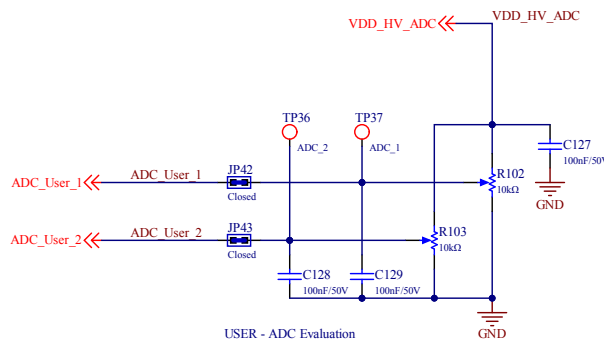 VDD_HV_ADC
VDD_HV_ADC
TP36
TP37
ADC_2
ADC_1
C127
100nF/50V
GND
ADC_User_1
ADC_User_1
JP42
Closed
R102
10kΩ
ADC_User_2
ADC_User_2
JP43
Closed
R103
10kΩ
C128
100nF/50V
C129
100nF/50V
GND
USER - ADC Evaluation